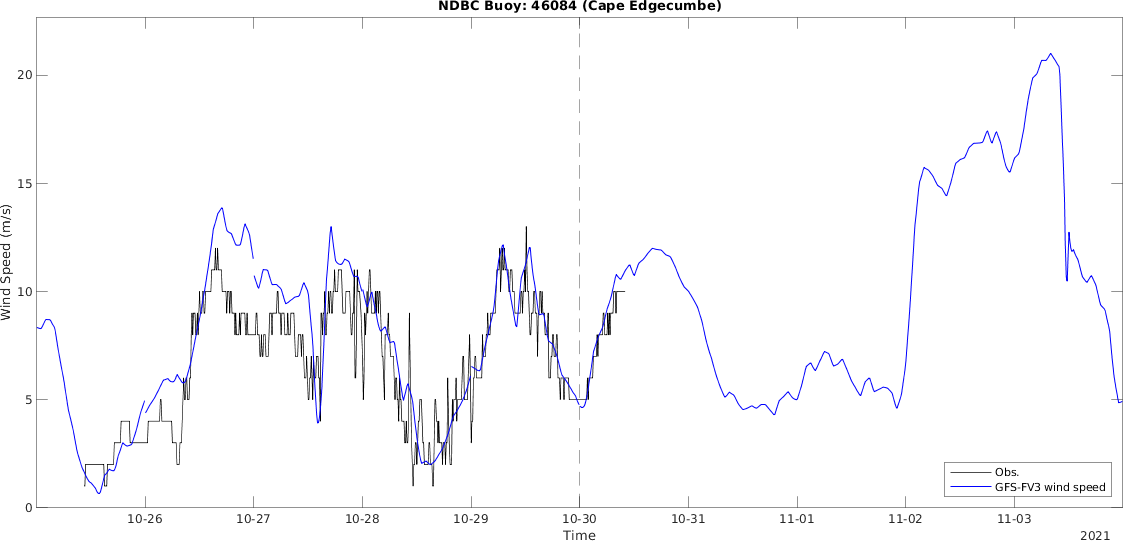 NDBC Buoy: 46084 (Cape Edgecumbe)
Wind Speed (m/s)
20
15
10
5
0
10-26 10-27 10-28 10-29 10-30 10-31 11-01 11-02 11-03
Time
2021
Obs.
GFS-FV3 wind speed